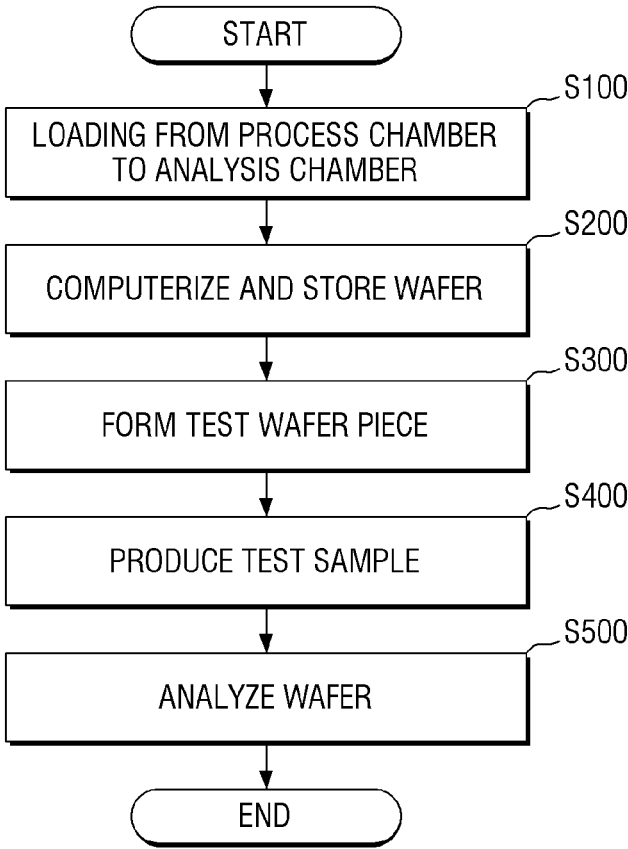 START
S100
LOADING FROM PROCESS CHAMBER
TO ANALYSIS CHAMBER
S200
COMPUTERIZE AND STORE WAFER
S300
FORM TEST WAFER PIECE
S400
PRODUCE TEST SAMPLE
S500
ANALYZE WAFER
END